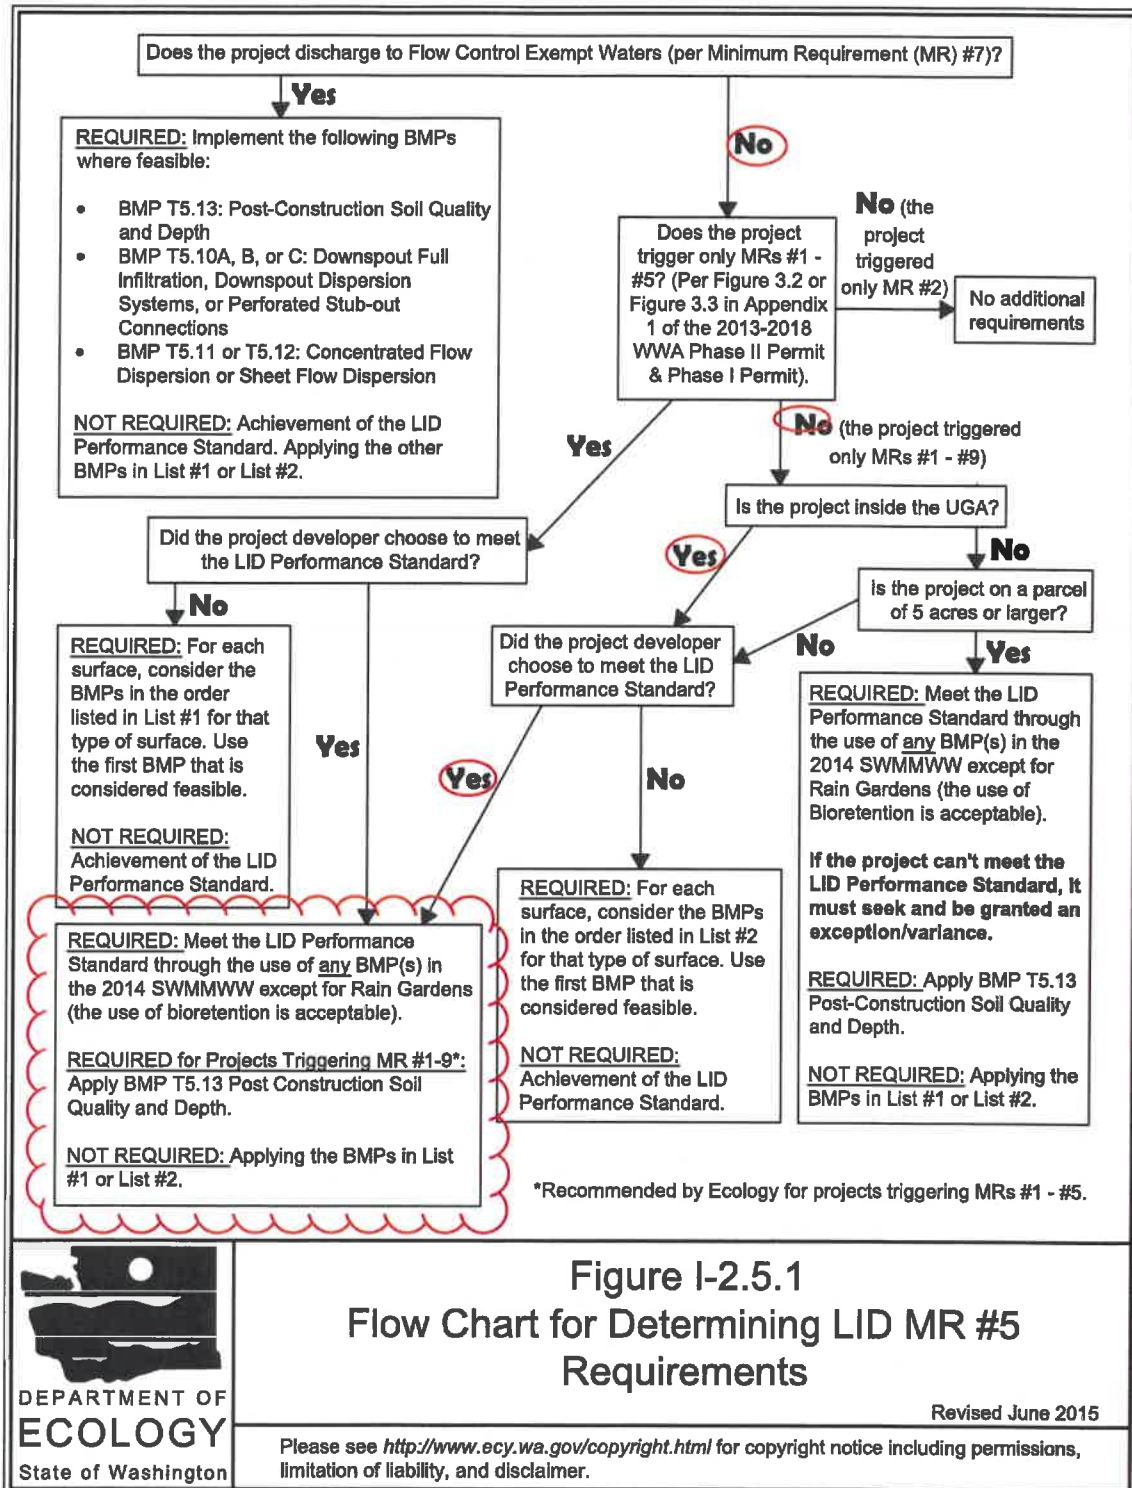 Does the project discharge to Flow Control Exempt Waters (per Minimum Requirement (MR) #7)?
Yes
No
REQUIRED: Implement the following BMPs
where feasible:
• BMP T5.13: Post-Construction Soil Quality
and Depth
• BMP T5.10A, B, or C: Downspout Full
Infiltration, Downspout Dispersion
Systems, or Perforated Stub-out
Connections
• BMP T5.11 or T5.12: Concentrated Flow
Dispersion or Sheet Flow Dispersion
NOT REQUIRED: Achievement of the LID
Performance Standard. Applying the other
BMPs in List #1 or List #2.
Does the project
trigger only MRs #1 -
#5? (Per Figure 3.2 or
Figure 3.3 in Appendix
1 of the 2013-2018
WWA Phase II Permit
& Phase I Permit).
No (the
project
triggered
only MR #2)
No additional
requirements
Yes
No (the project triggered
only MRs #1 - #9)
Is the project inside the UGA?
Did the project developer choose to meet
the LID Performance Standard?
Yes
No
Is the project on a parcel
of 5 acres or larger?
No
REQUIRED: For each
surface, consider the
BMPs in the order
listed in List #1 for that
type of surface. Use
the first BMP that is
considered feasible.
NOT REQUIRED:
Achievement of the LID
Performance Standard.
Yes
Did the project developer
choose to meet the LID
Performance Standard?
No
Yes
Yes
No
REQUIRED: Meet the LID
Performance Standard through
the use of any BMP(s) in the
2014 SWMMWW except for
Rain Gardens (the use of
Bioretention is acceptable).
If the project can't meet the
LID Performance Standard, it
must seek and be granted an
exception/variance.
REQUIRED: Apply BMP T5.13
Post-Construction Soil Quality
and Depth.
NOT REQUIRED: Applying the
BMPs in List #1 or List #2.
REQUIRED: Meet the LID Performance
Standard through the use of any BMP(s) in
the 2014 SWMMWW except for Rain Gardens
(the use of bioretention is acceptable).
REQUIRED for Projects Triggering MR #1-9*:
Apply BMP T5.13 Post Construction Soil
Quality and Depth.
NOT REQUIRED: Applying the BMPs in List
#1 or List #2.
REQUIRED: For each
surface, consider the BMPs
in the order listed in List #2
for that type of surface. Use
the first BMP that is
considered feasible.
NOT REQUIRED:
Achievement of the LID
Performance Standard.
*Recommended by Ecology for projects triggering MRs #1 - #5.
DEPARTMENT OF
ECOLOGY
State of Washington
Figure I-2.5.1
Flow Chart for Determining LID MR #5
Requirements
Revised June 2015
Please see http://www.ecy.wa.gov/copyright.html for copyright notice including permissions,
limitation of liability, and disclaimer.